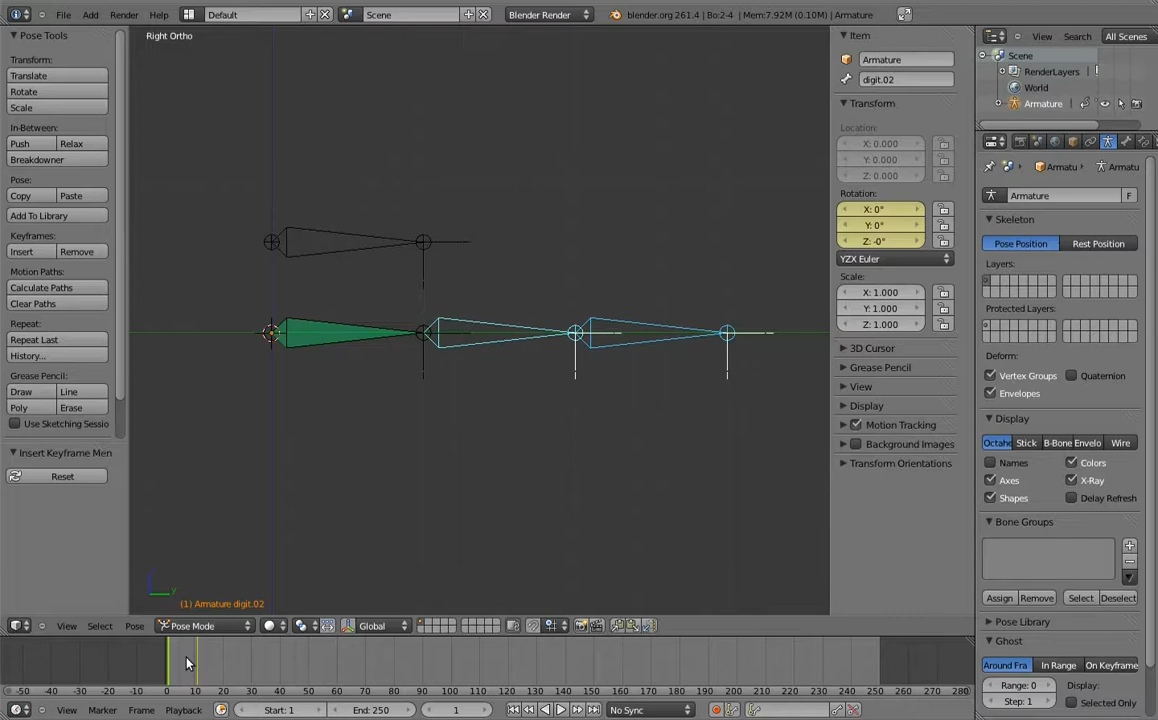 File Add Render Help Default Scene Blender Render blender.org 261.4 | Bo:2-4 | Mem:7.92M (0.10M) | Armature
Pose Tools
Transform:
Translate
Rotate
Scale
In-Between:
Push Relax
Breakdowner
Pose:
Copy Paste
Add To Library
Keyframes:
Insert Remove
Motion Paths:
Calculate Paths
Clear Paths
Repeat:
Repeat Last
History...
Grease Pencil:
Draw Line
Poly Erase
Use Sketching Sessio
Insert Keyframe Men
Reset
Right Ortho
y
(1) Armature digit.02
Item
Armature
digit.02
Transform
Location:
X: 0.000
Y: 0.000
Z: 0.000
Rotation:
X: 0°
Y: 0°
Z: -0°
YZX Euler
Scale:
X: 1.000
Y: 1.000
Z: 1.000
3D Cursor
Grease Pencil
View
Display
Motion Tracking
Background Images
Transform Orientations
View Search All Scenes
Scene
RenderLayers
World
Armature
Armatu Armatu
Armature F
Skeleton
Pose Position Rest Position
Layers:
Protected Layers:
Deform:
Vertex Groups Quaternion
Envelopes
Display
Octahe Stick B-Bone Envelo Wire
Names Colors
Axes X-Ray
Shapes Delay Refresh
Bone Groups
Assign Remove Select Deselect
Pose Library
Ghost
Around Fra In Range On Keyframe
Range: 0 Display:
Step: 1 Selected Only
View Select Pose Pose Mode Global
-50 -40 -30 -20 -10 0 10 20 30 40 50 60 70 80 90 100 110 120 130 140 150 160 170 180 190 200 210 220 230 240 250 260 270 280
View Marker Frame Playback Start: 1 End: 250 1 No Sync